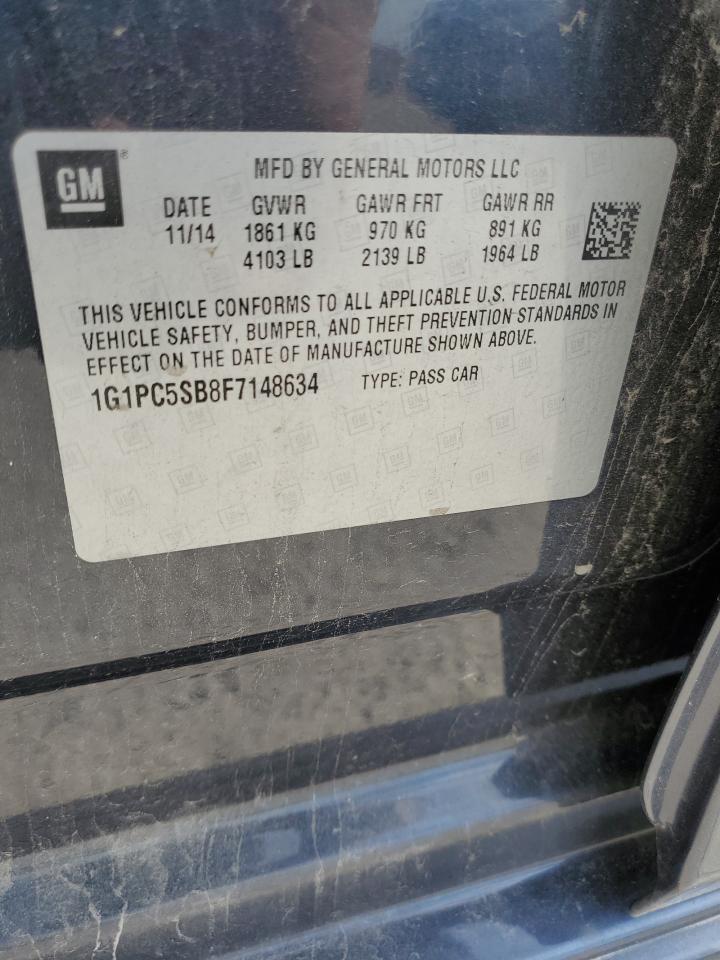 GM® MFD BY GENERAL MOTORS LLC
DATE GVWR GAWR FRT GAWR RR
11/14 1861 KG 970 KG 891 KG
4103 LB 2139 LB 1964 LB
THIS VEHICLE CONFORMS TO ALL APPLICABLE U.S. FEDERAL MOTOR
VEHICLE SAFETY, BUMPER, AND THEFT PREVENTION STANDARDS IN
EFFECT ON THE DATE OF MANUFACTURE SHOWN ABOVE.
1G1PC5SB8F7148634 TYPE: PASS CAR